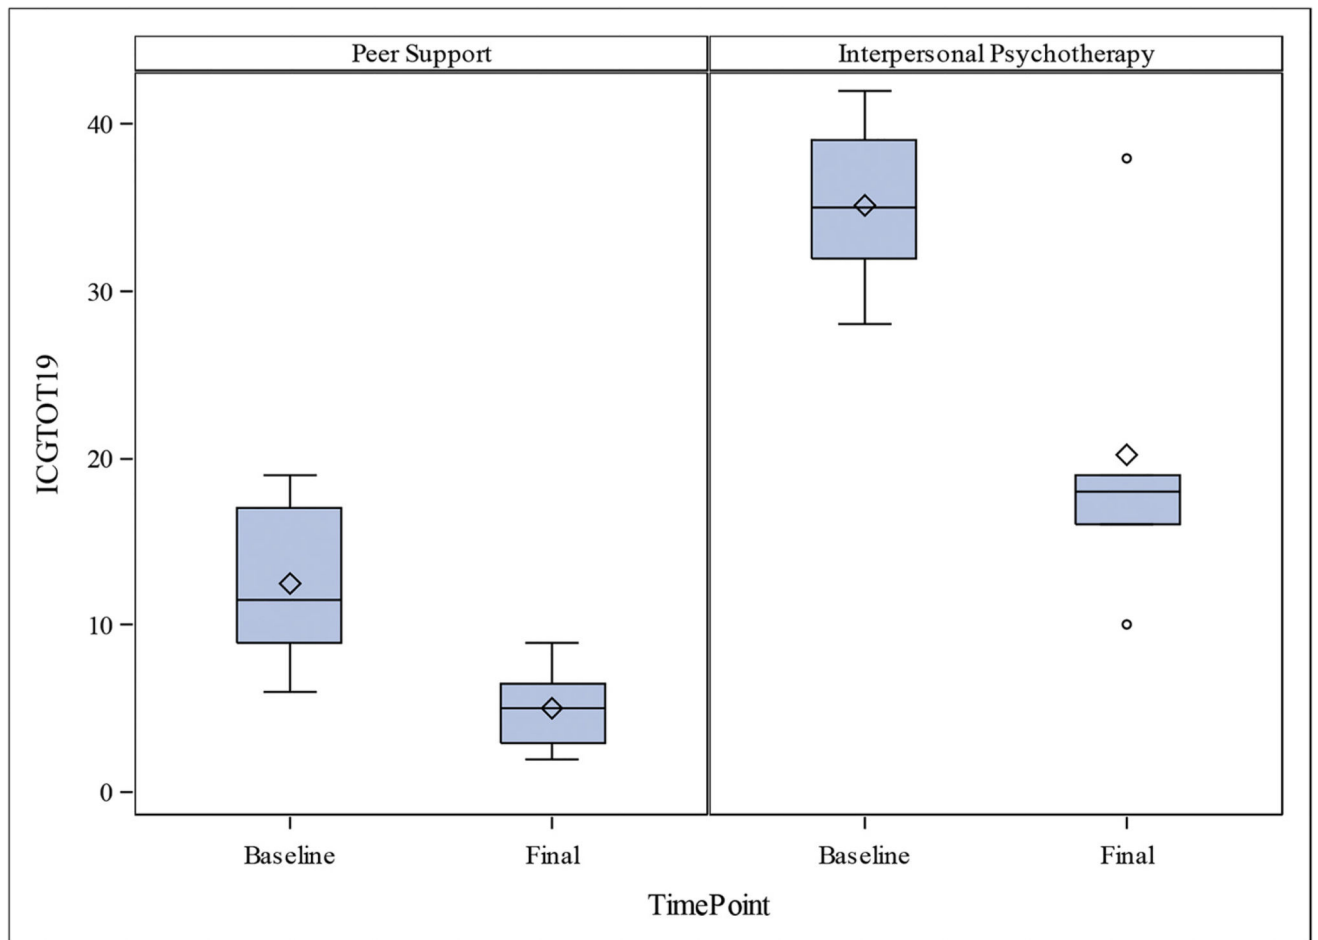 Peer Support
Interpersonal Psychotherapy
40
30
20
10
0
ICGTOT19
Baseline
Final
Baseline
Final
TimePoint